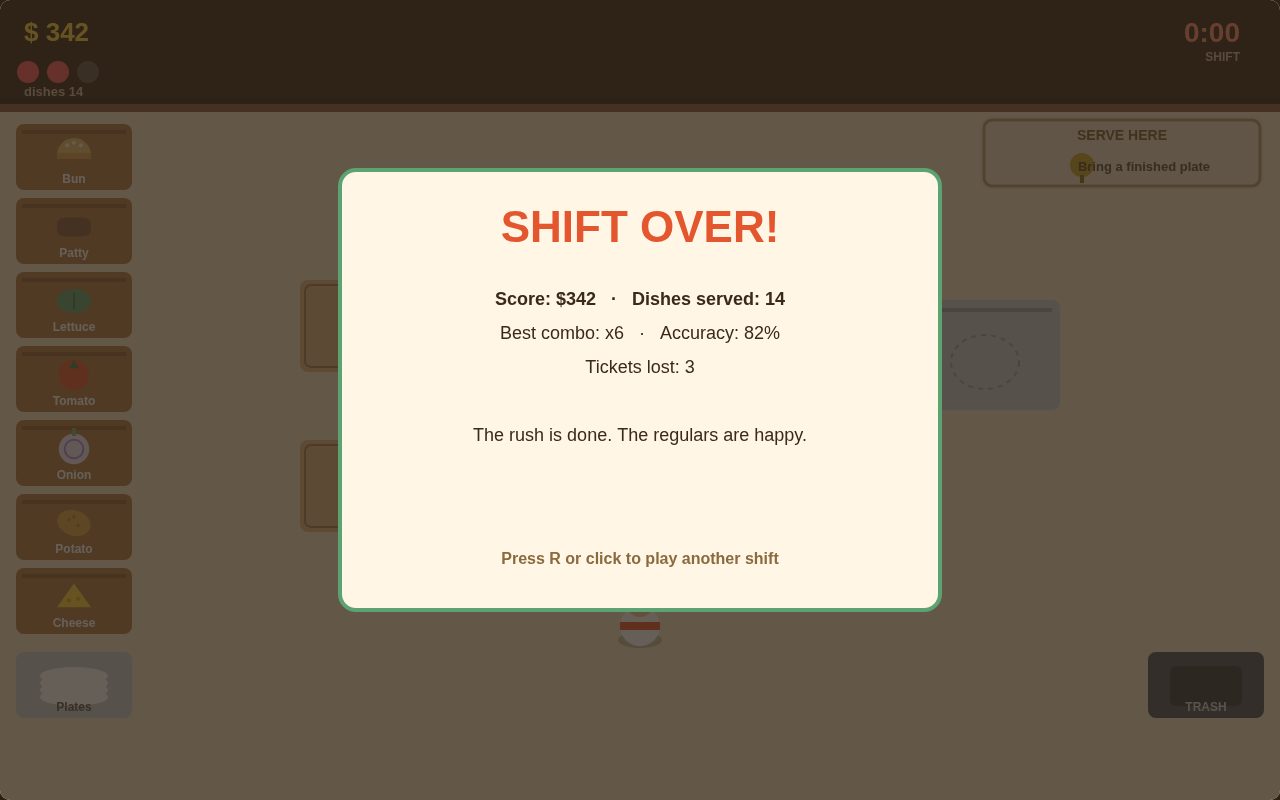 $ 342
0:00
SHIFT
dishes 14
SERVE HERE
Bring a finished plate
Bun
Patty
Lettuce
Tomato
Onion
Potato
Cheese
Plates
SHIFT OVER!
Score: $342 · Dishes served: 14
Best combo: x6 · Accuracy: 82%
Tickets lost: 3
The rush is done. The regulars are happy.
Press R or click to play another shift
TRASH